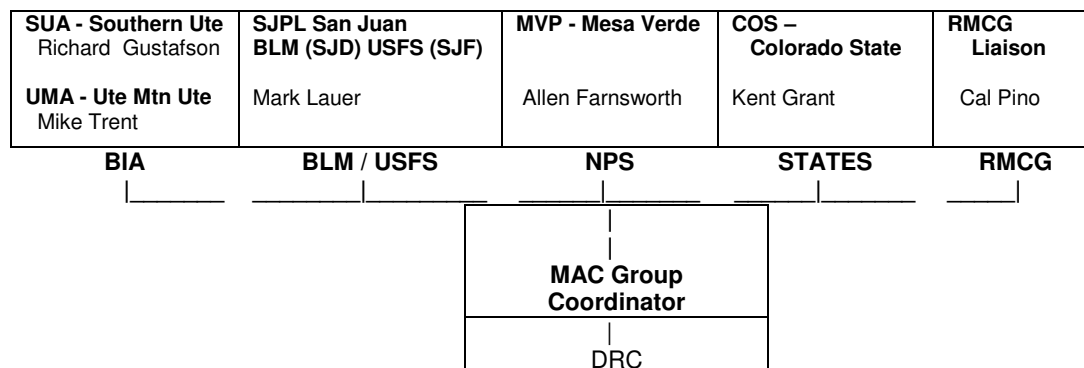 SUA - Southern Ute
Richard Gustafson
UMA - Ute Mtn Ute
Mike Trent
SJPL San Juan
BLM (SJD) USFS (SJF)
Mark Lauer
MVP - Mesa Verde
Allen Farnsworth
COS –
Colorado State
Kent Grant
RMCG
Liaison
Cal Pino
BIA
BLM / USFS
NPS
STATES
RMCG
MAC Group
Coordinator
DRC